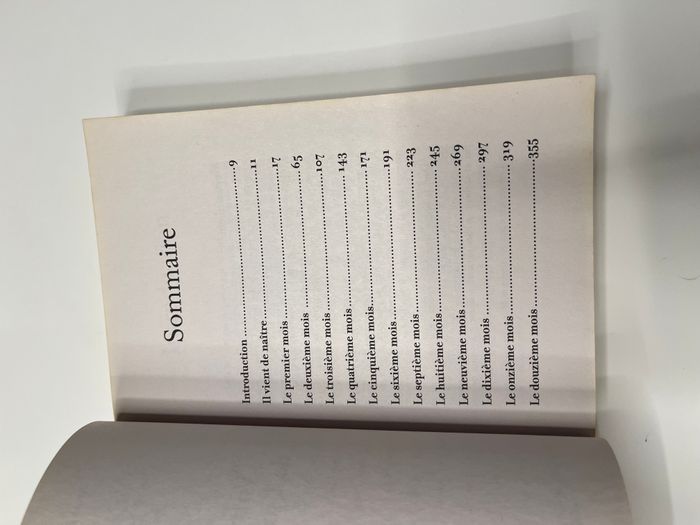 Sommaire
Introduction ........................................ 9
Il vient de naître........................................ 11
Le premier mois........................................ 17
Le deuxième mois........................................ 65
Le troisième mois........................................ 107
Le quatrième mois........................................ 143
Le cinquième mois........................................ 171
Le sixième mois........................................ 191
Le septième mois........................................ 223
Le huitième mois........................................ 245
Le neuvième mois........................................ 269
Le dixième mois........................................ 297
Le onzième mois........................................ 319
Le douzième mois........................................ 355